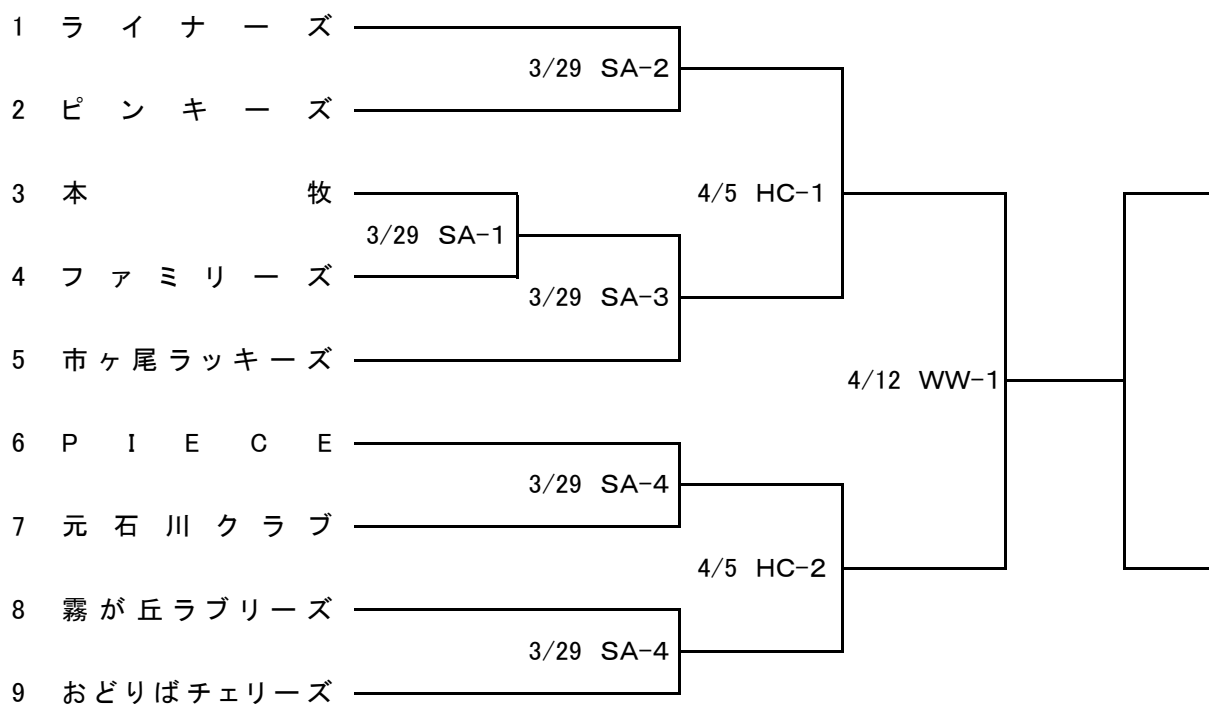 1 ライナーズ
3/29 SA-2
2 ピンキーズ
3 本牧
4/5 HC-1
3/29 SA-1
4 ファミリーズ
3/29 SA-3
5 市ヶ尾ラッキーズ
4/12 WW-1
6 PIECE
3/29 SA-4
7 元石川クラブ
4/5 HC-2
8 霧が丘ラブリーズ
3/29 SA-4
9 おどりばチェリーズ